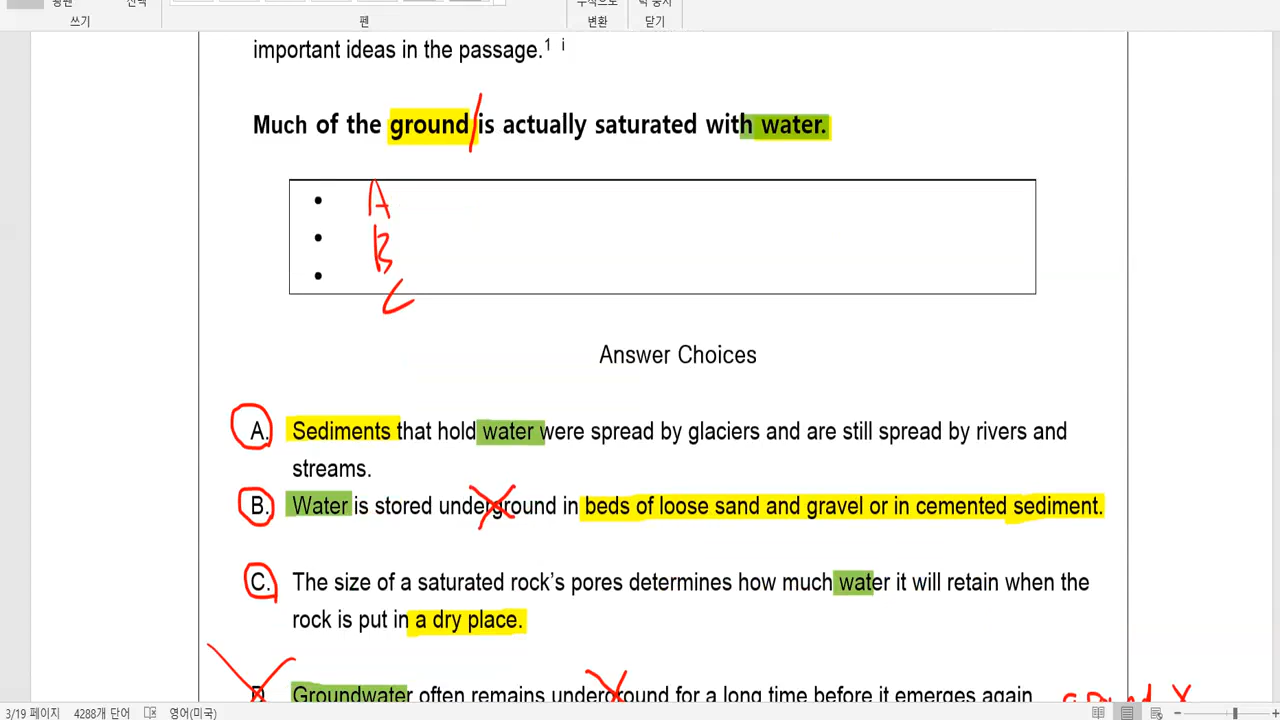 쓰기
펜
변환
닫기
important ideas in the passage.¹ ⁱ
Much of the ground is actually saturated with water.
• A
• B
• C
Answer Choices
A. Sediments that hold water were spread by glaciers and are still spread by rivers and
streams.
B. Water is stored underground in beds of loose sand and gravel or in cemented sediment.
C. The size of a saturated rock’s pores determines how much water it will retain when the
rock is put in a dry place.
D. Groundwater often remains underground for a long time before it emerges again
3/19 페이지 4288개 단어 영어(미국)